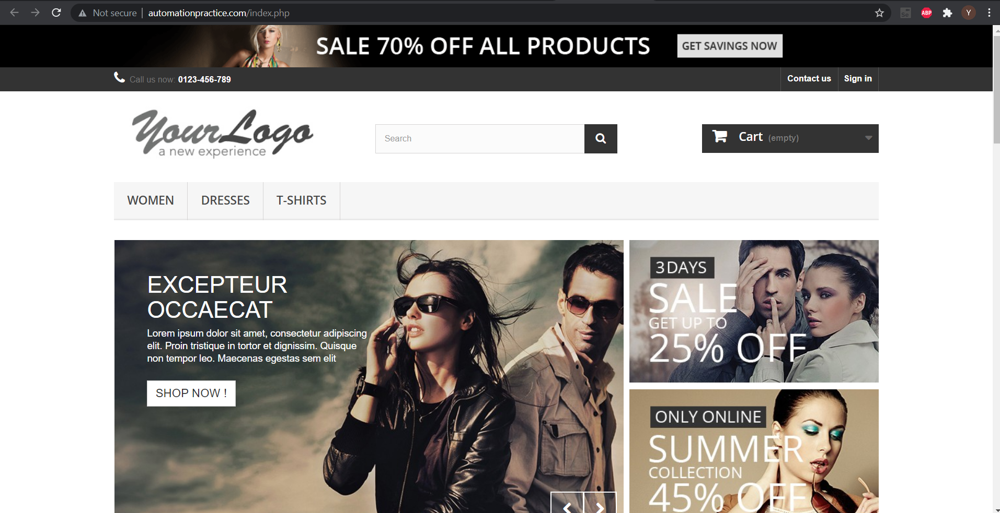 Not secure automationpractice.com/index.php
Se ABP Y
SALE 70% OFF ALL PRODUCTS GET SAVINGS NOW
Call us now: 0123-456-789 Contact us Sign in
YourLogo
a new experience
Search
Cart (empty)
WOMEN DRESSES T-SHIRTS
EXCEPTEUR
OCCAECAT
Lorem ipsum dolor sit amet, consectetur adipiscing
elit. Proin tristique in tortor et dignissim. Quisque
non tempor leo. Maecenas egestas sem elit
SHOP NOW !
3 DAYS
SALE
GET UP TO
25% OFF
ONLY ONLINE
SUMMER
COLLECTION
45% OFF